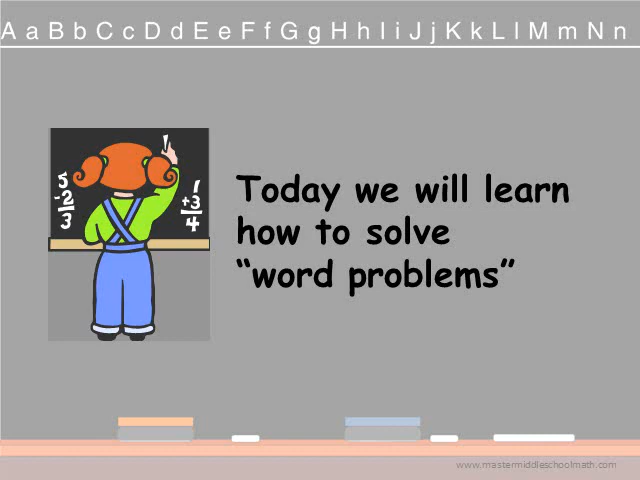 A a B b C c D d E e F f G g H h I i J j K k L l M m N n
5
-2
3
1
+3
4
Today we will learn
how to solve
“word problems”
www.mastermiddleschoolmath.com